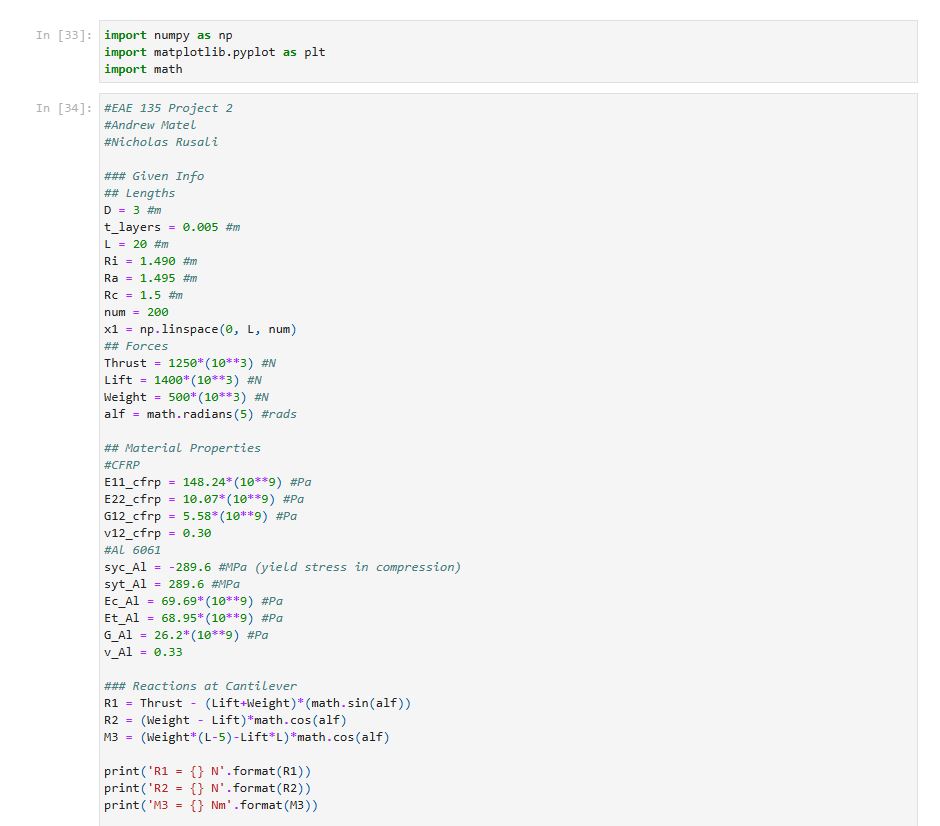 In [33]: import numpy as np
import matplotlib.pyplot as plt
import math
In [34]: #EAE 135 Project 2
#Andrew Matel
#Nicholas Rusali
### Given Info
## Lengths
D = 3 #m
t_layers = 0.005 #m
L = 20 #m
Ri = 1.490 #m
Ra = 1.495 #m
Rc = 1.5 #m
num = 200
x1 = np.linspace(0, L, num)
## Forces
Thrust = 1250*(10**3) #N
Lift = 1400*(10**3) #N
Weight = 500*(10**3) #N
alf = math.radians(5) #rads
## Material Properties
#CFRP
E11_cfrp = 148.24*(10**9) #Pa
E22_cfrp = 10.07*(10**9) #Pa
G12_cfrp = 5.58*(10**9) #Pa
v12_cfrp = 0.30
#Al 6061
syc_Al = -289.6 #MPa (yield stress in compression)
syt_Al = 289.6 #MPa
Ec_Al = 69.69*(10**9) #Pa
Et_Al = 68.95*(10**9) #Pa
G_Al = 26.2*(10**9) #Pa
v_Al = 0.33
### Reactions at Cantilever
R1 = Thrust - (Lift+Weight)*(math.sin(alf))
R2 = (Weight - Lift)*math.cos(alf)
M3 = (Weight*(L-5)-Lift*L)*math.cos(alf)
print('R1 = {} N'.format(R1))
print('R2 = {} N'.format(R2))
print('M3 = {} Nm'.format(M3))